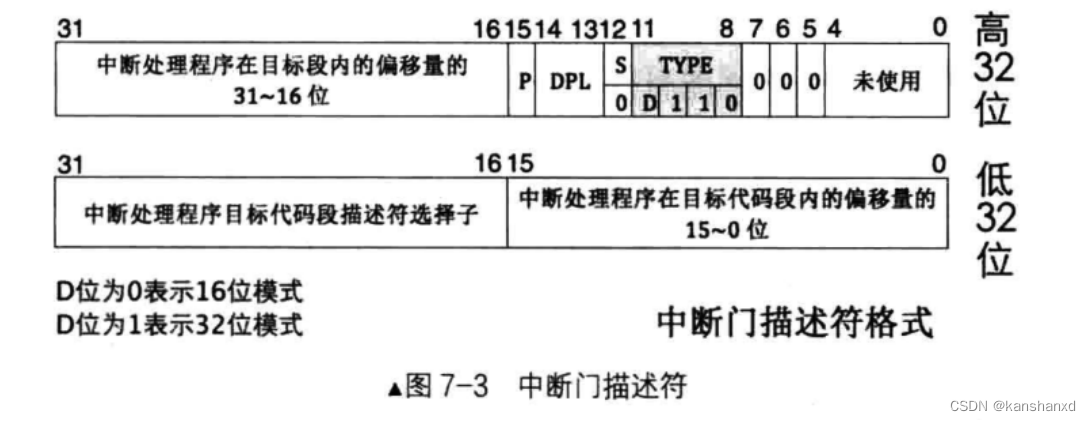 31 16 15 14 13 12 11 8 7 6 5 4 0
中断处理程序在目标段内的偏移量的
31~16 位
P
DPL
S
TYPE
0 D 1 1 0
0 0 0
未使用
高
32
位
31 16 15 0
中断处理程序目标代码段描述符选择子
中断处理程序在目标代码段内的偏移量的
15~0 位
低
32
位
D位为0表示16位模式
D位为1表示32位模式
中断门描述符格式
▲图 7-3 中断门描述符
CSDN @kanshanxd